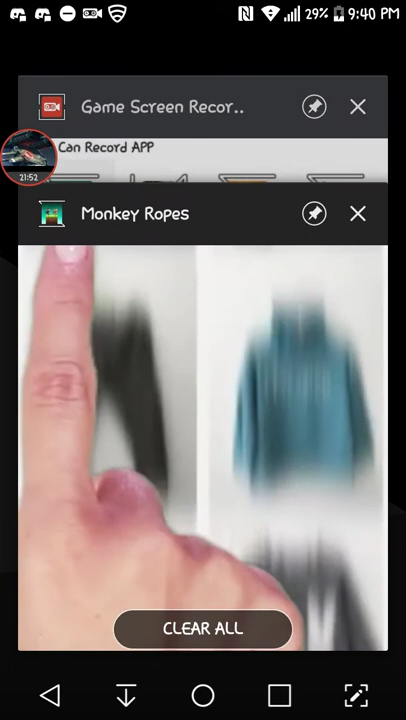 29% 9:40 PM
Game Screen Recor..
Can Record APP
21:52
Monkey Ropes
CLEAR ALL